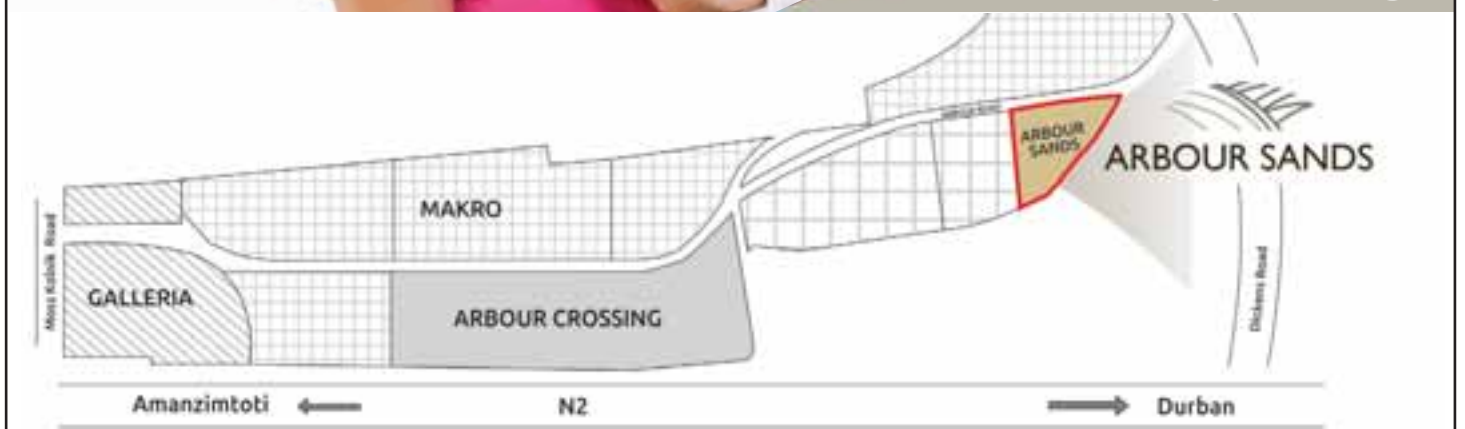 ARBOUR
SANDS
ARBOUR SANDS
MAKRO
Moss Kolnik Road
GALLERIA
ARBOUR CROSSING
Dickens Road
Amanzimtoti
N2
Durban